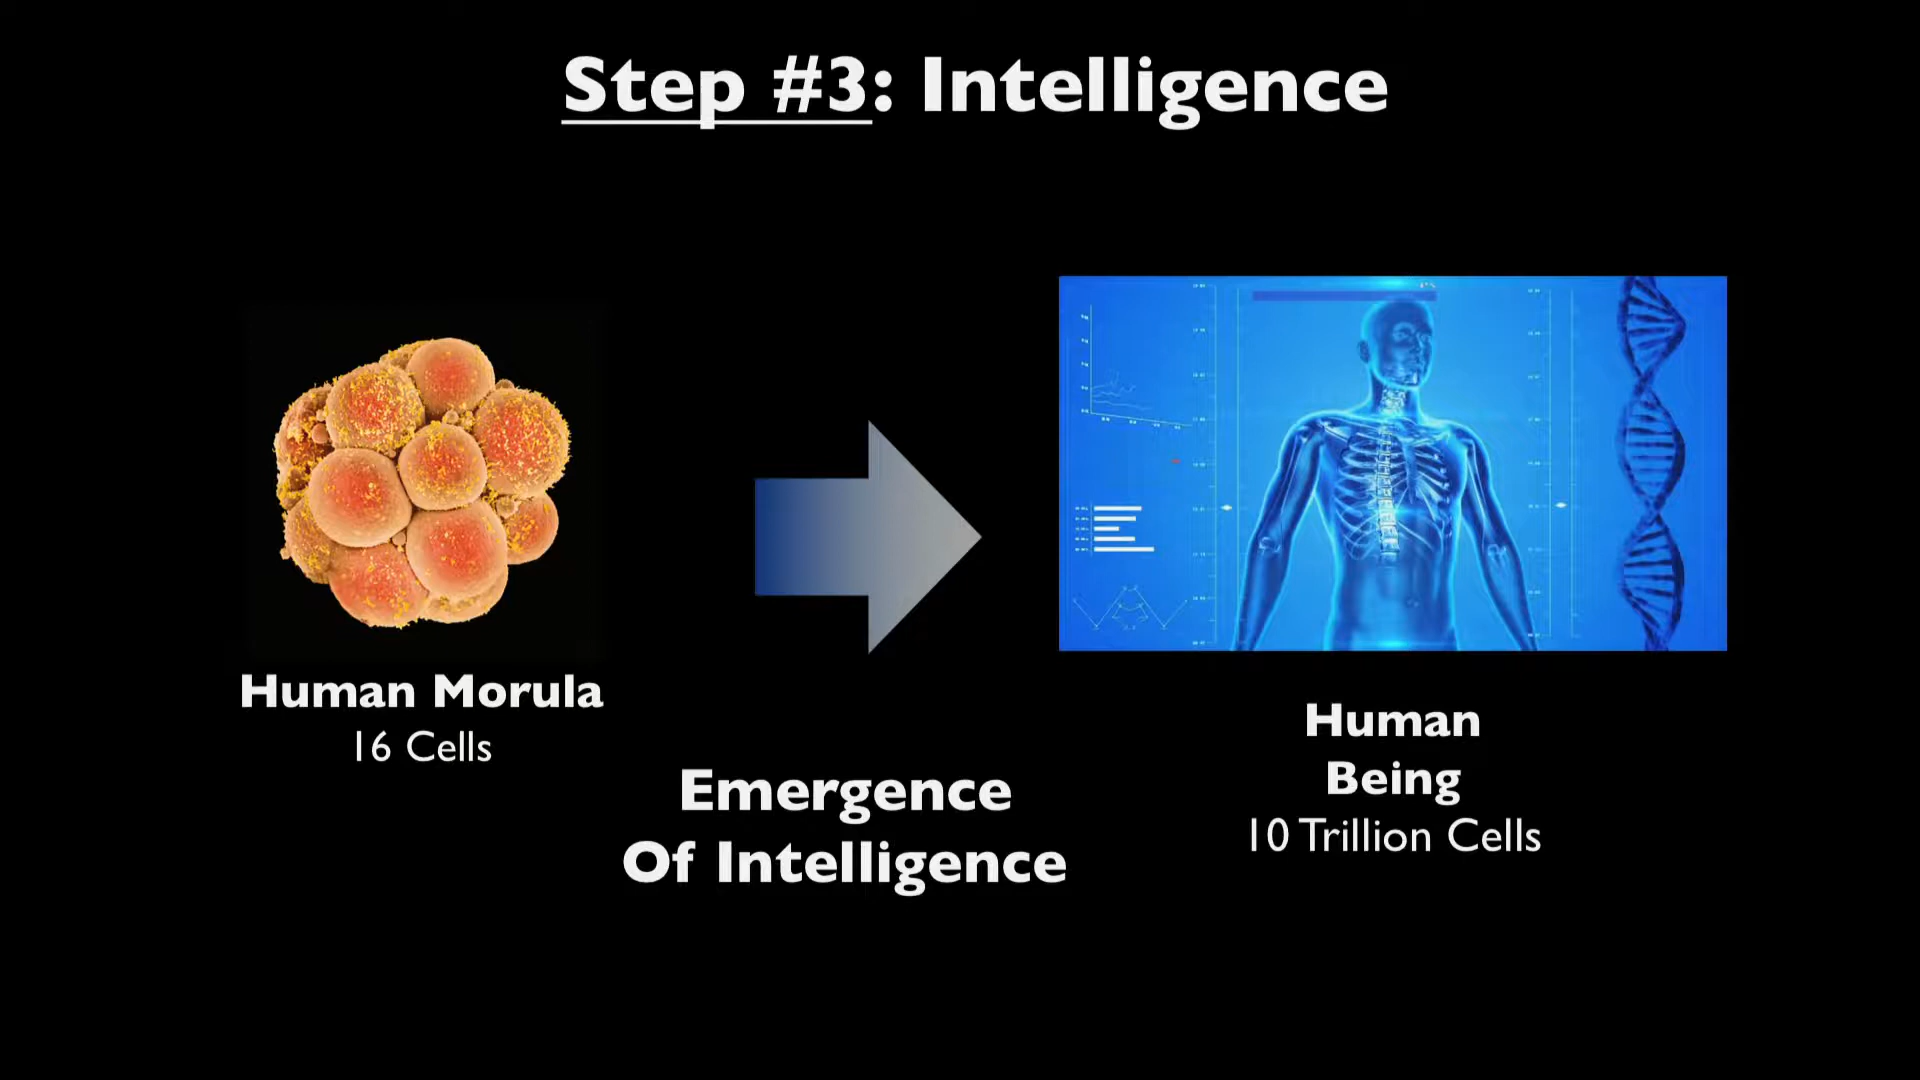 Step #3: Intelligence
Human Morula
16 Cells
Emergence
Of Intelligence
Human
Being
10 Trillion Cells